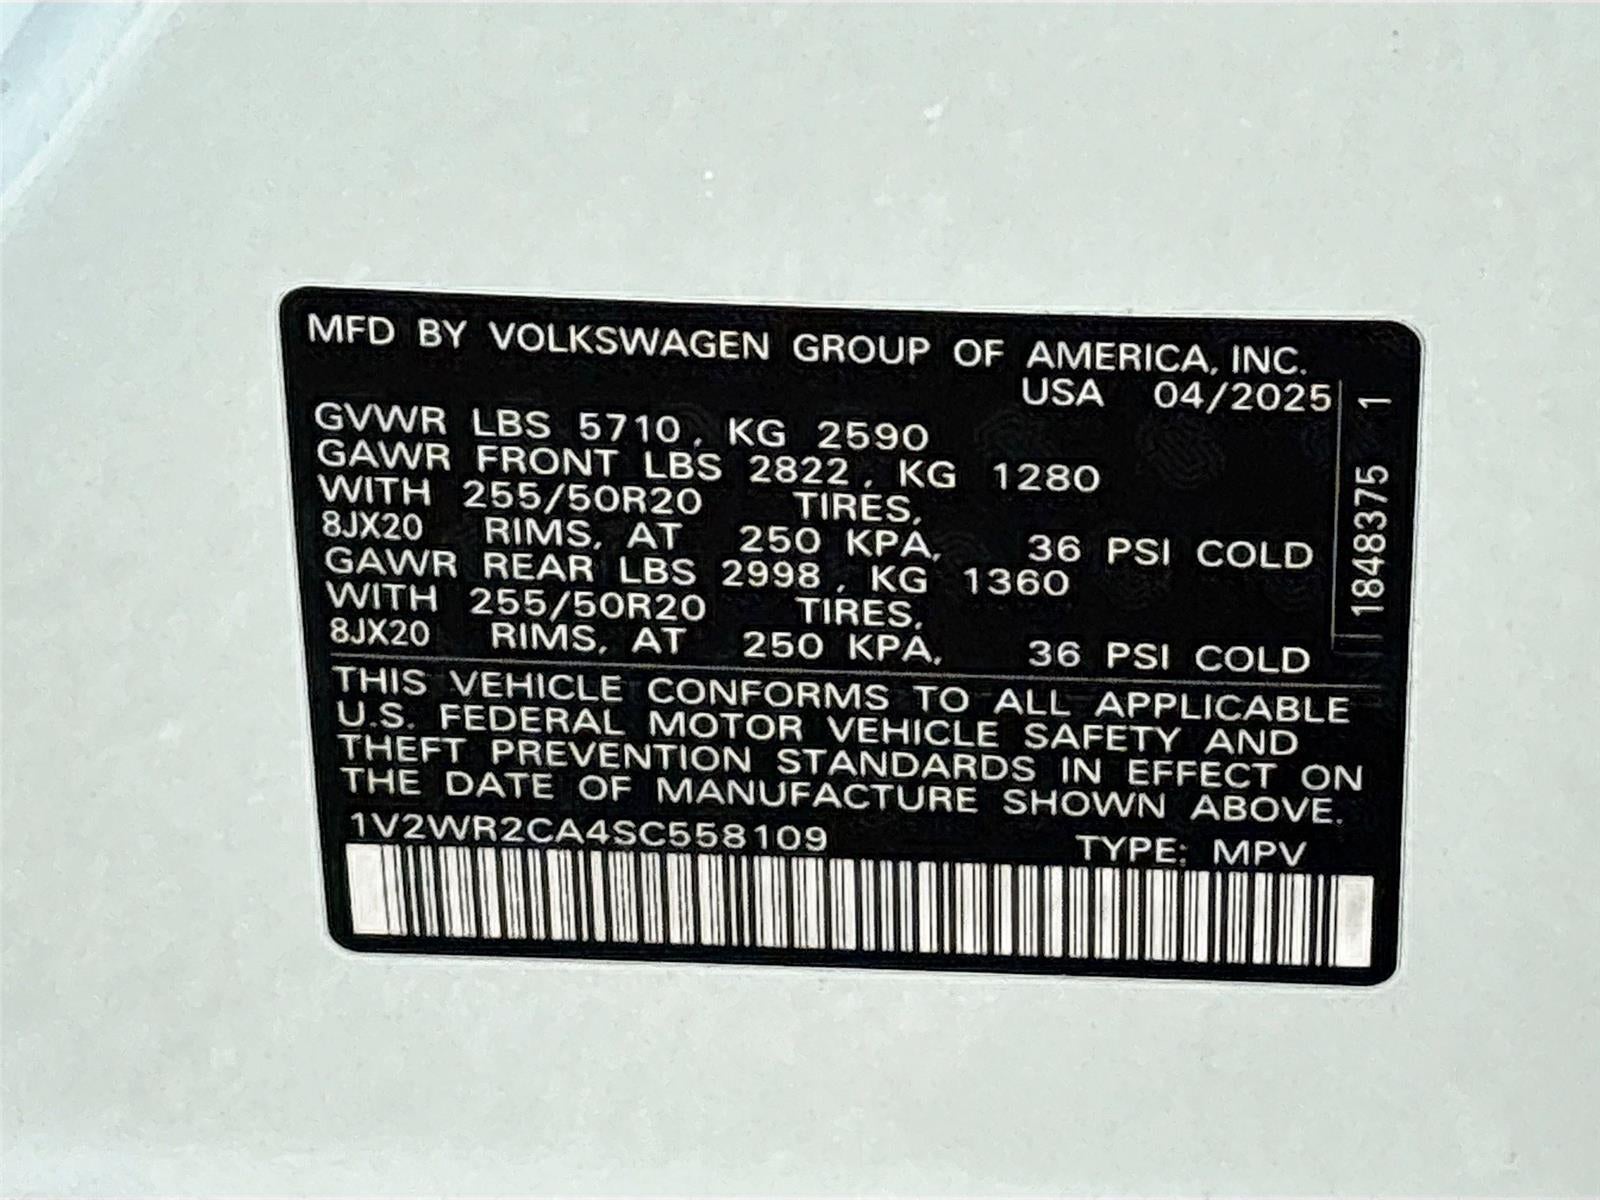 MFD BY VOLKSWAGEN GROUP OF AMERICA, INC.
USA 04/2025
GVWR LBS 5710, KG 2590
GAWR FRONT LBS 2822, KG 1280
WITH 255/50R20 TIRES,
8JX20 RIMS, AT 250 KPA, 36 PSI COLD
GAWR REAR LBS 2998, KG 1360
WITH 255/50R20 TIRES,
8JX20 RIMS, AT 250 KPA, 36 PSI COLD
THIS VEHICLE CONFORMS TO ALL APPLICABLE
U.S. FEDERAL MOTOR VEHICLE SAFETY AND
THEFT PREVENTION STANDARDS IN EFFECT ON
THE DATE OF MANUFACTURE SHOWN ABOVE.
1V2WR2CA4SC558109 TYPE: MPV
18483751 1